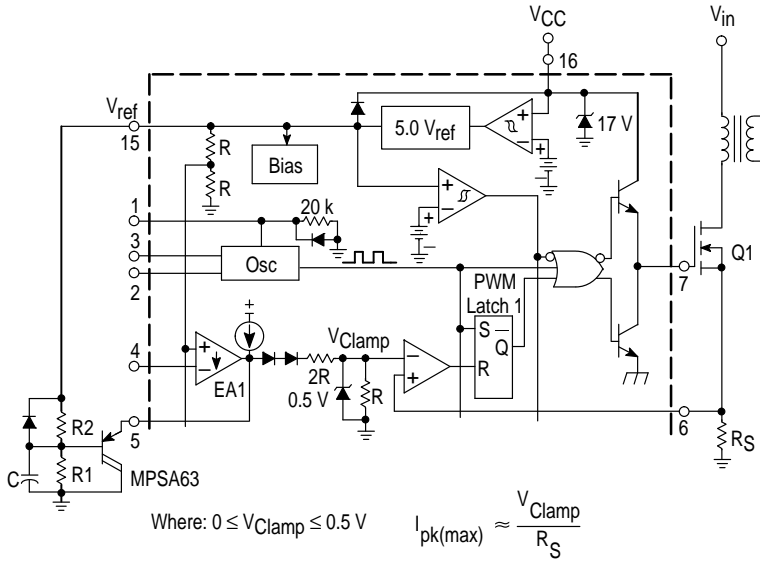 VCC
Vin
16
Vref
15
5.0 Vref
17 V
R
Bias
R
+
−
+
−
1
20 k
3
Osc
2
+
−
+
−
PWM
Latch 1
Q1
7
S
Q
R
4
+
−
EA1
+
VClamp
2R
0.5 V
R
−
+
6
RS
5
R2
R1
C
MPSA63
Where: 0 ≤ VClamp ≤ 0.5 V
Ipk(max) ≈ VClamp
RS